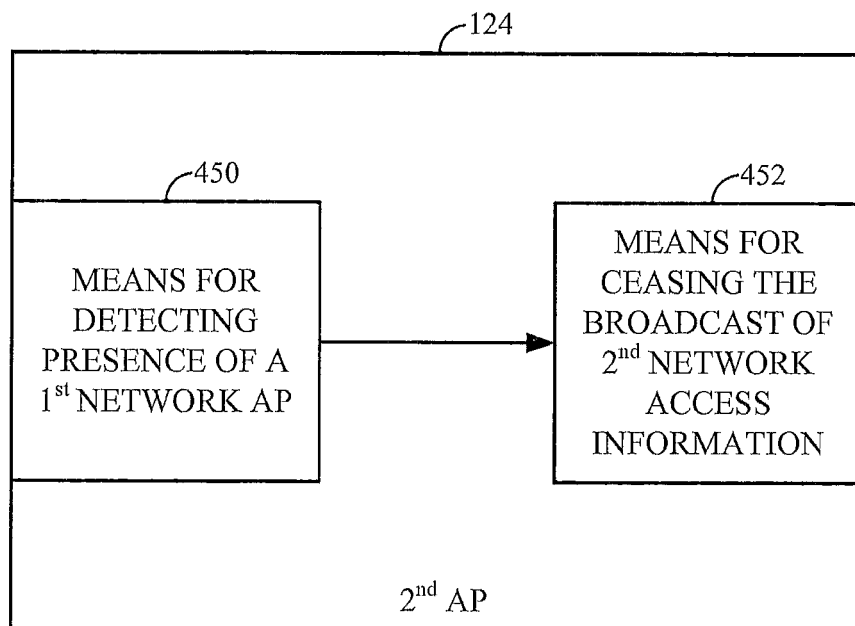 124
450
MEANS FOR
DETECTING
PRESENCE OF A
1st NETWORK AP
452
MEANS FOR
CEASING THE
BROADCAST OF
2nd NETWORK
ACCESS
INFORMATION
2nd AP